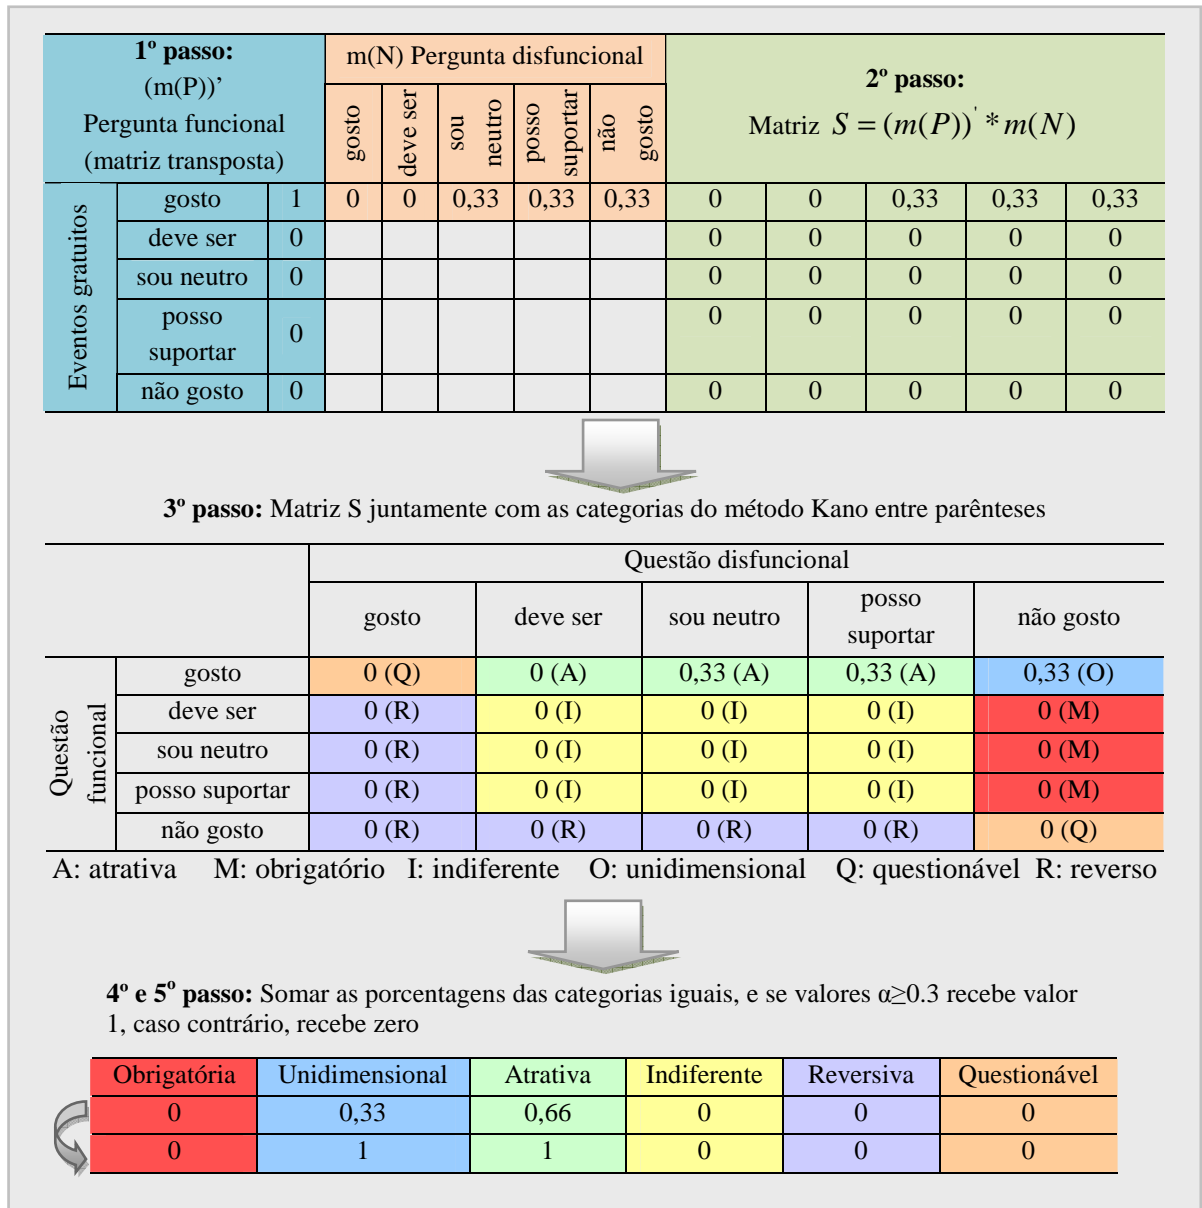 1º passo:
(m(P))’
Pergunta funcional
(matriz transposta)
m(N) Pergunta disfuncional
gosto
deve ser
sou
neutro
posso
suportar
não
gosto
2º passo:
Matriz S = (m(P))' * m(N)
Eventos gratuitos
gosto 1 0 0 0,33 0,33 0,33 0 0 0,33 0,33 0,33
deve ser 0 0 0 0 0 0
sou neutro 0 0 0 0 0 0
posso
suportar 0 0 0 0 0 0
não gosto 0 0 0 0 0 0
3º passo: Matriz S juntamente com as categorias do método Kano entre parênteses
Questão disfuncional
gosto deve ser sou neutro posso
suportar não gosto
Questão
funcional
gosto 0 (Q) 0 (A) 0,33 (A) 0,33 (A) 0,33 (O)
deve ser 0 (R) 0 (I) 0 (I) 0 (I) 0 (M)
sou neutro 0 (R) 0 (I) 0 (I) 0 (I) 0 (M)
posso suportar 0 (R) 0 (I) 0 (I) 0 (I) 0 (M)
não gosto 0 (R) 0 (R) 0 (R) 0 (R) 0 (Q)
A: atrativa M: obrigatório I: indiferente O: unidimensional Q: questionável R: reverso
4º e 5º passo: Somar as porcentagens das categorias iguais, e se valores α≥0.3 recebe valor
1, caso contrário, recebe zero
Obrigatória Unidimensional Atrativa Indiferente Reversiva Questionável
0 0,33 0,66 0 0 0
0 1 1 0 0 0